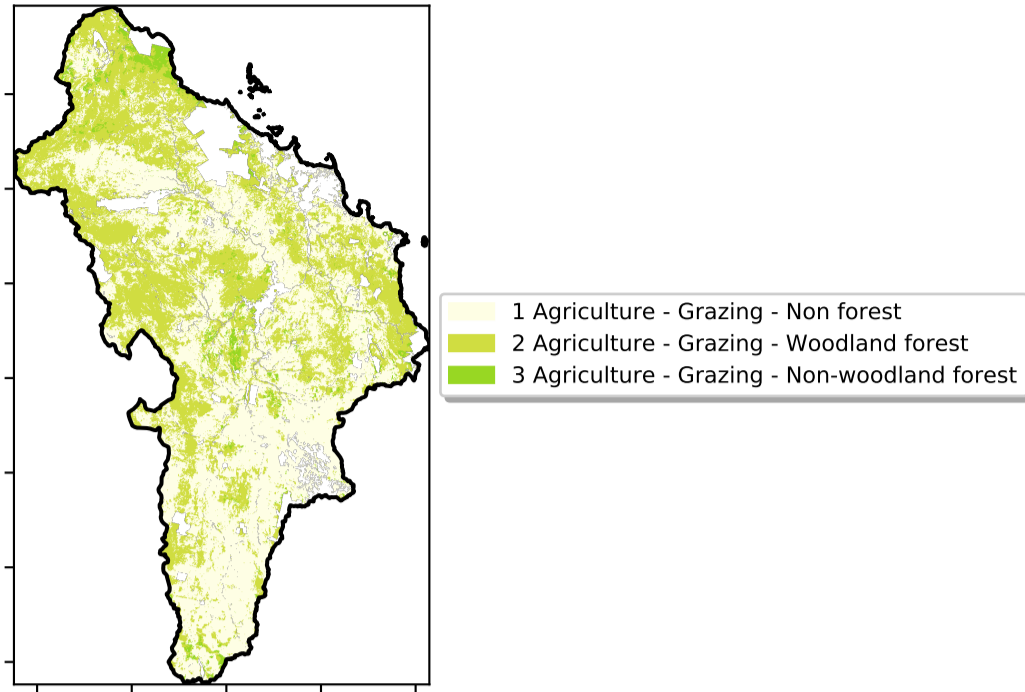 1 Agriculture - Grazing - Non forest
2 Agriculture - Grazing - Woodland forest
3 Agriculture - Grazing - Non-woodland forest